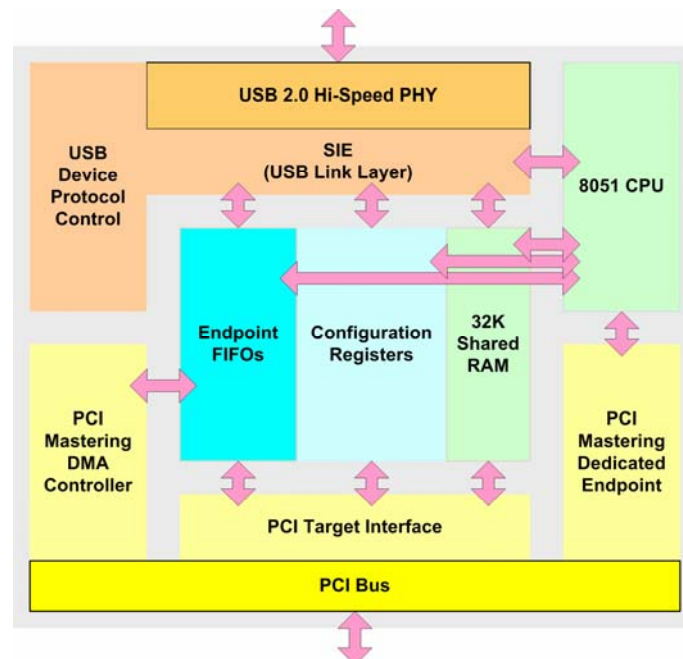 USB 2.0 Hi-Speed PHY
USB
Device
Protocol
Control
SIE
(USB Link Layer)
8051 CPU
Endpoint
FIFOs
Configuration
Registers
32K
Shared
RAM
PCI
Mastering
DMA
Controller
PCI
Mastering
Dedicated
Endpoint
PCI Target Interface
PCI Bus